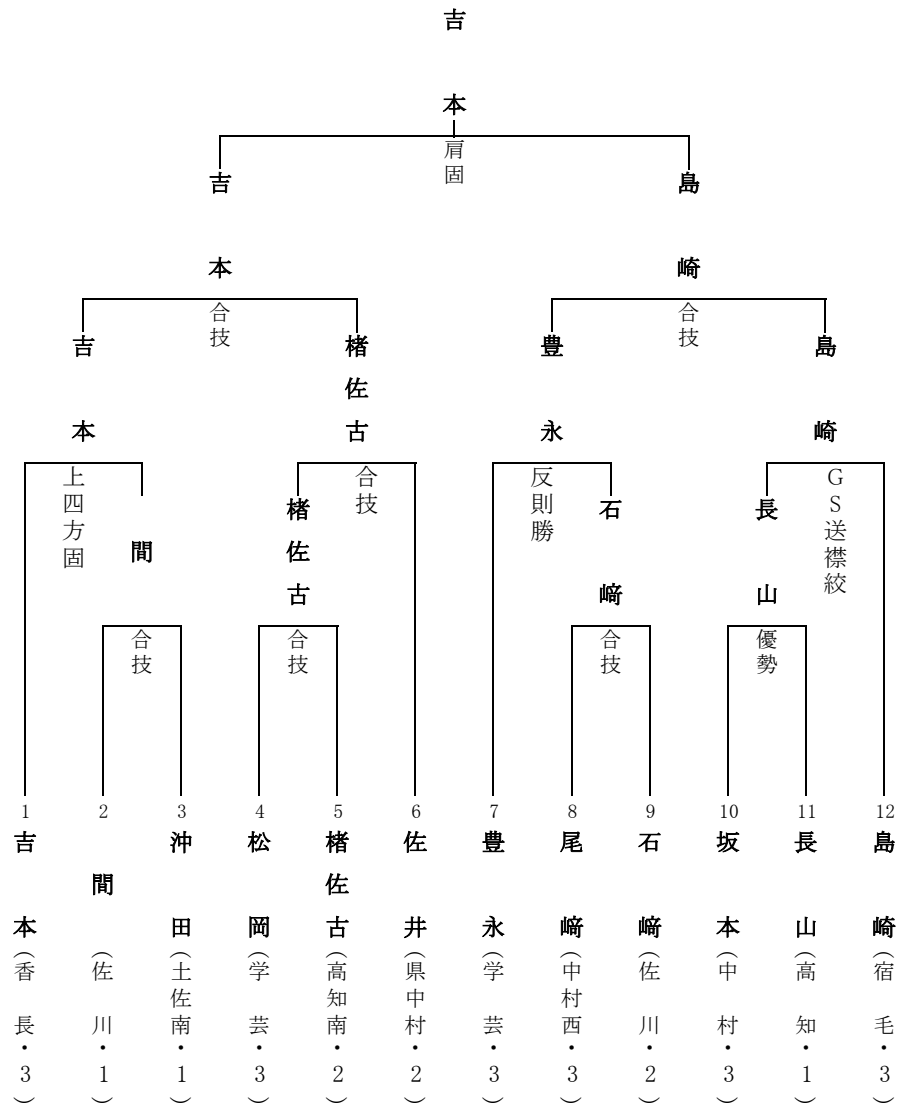 吉本
肩固
吉本
島崎
合技
合技
吉本
楮佐古
豊永
島崎
上四方固
合技
反則勝
GS送襟絞
間
楮佐古
石﨑
長山
合技
合技
合技
優勢
1 吉本(香長・3)
2 間(佐川・1)
3 沖田(土佐南・1)
4 松岡(学芸・3)
5 楮佐古(高知南・2)
6 佐井(県中村・2)
7 豊永(学芸・3)
8 尾﨑(中村西・3)
9 石﨑(佐川・2)
10 坂本(中村・3)
11 長山(高知・1)
12 島崎(宿毛・3)